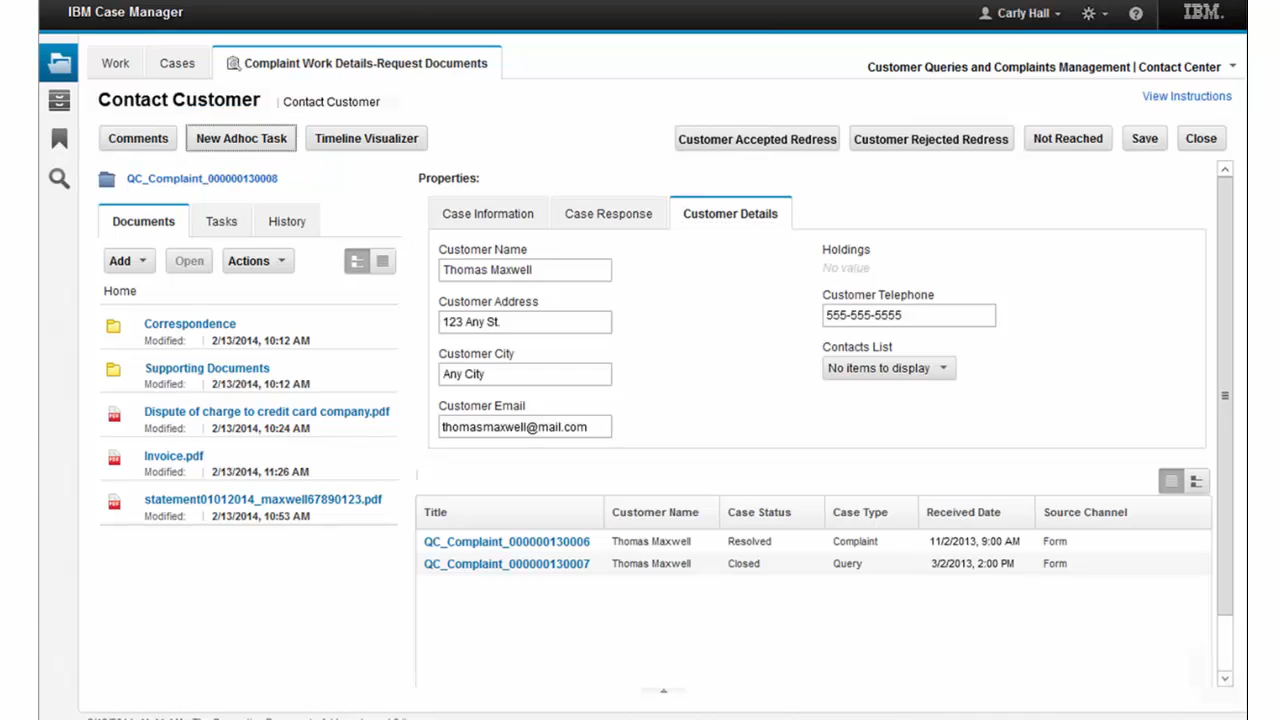 IBM Case Manager
Carly Hall
IBM.
Work
Cases
Complaint Work Details-Request Documents
Customer Queries and Complaints Management | Contact Center
Contact Customer | Contact Customer
View Instructions
Comments
New Adhoc Task
Timeline Visualizer
Customer Accepted Redress
Customer Rejected Redress
Not Reached
Save
Close
QC_Complaint_000000130008
Documents
Tasks
History
Add
Open
Actions
Home
Correspondence
Modified: | 2/13/2014, 10:12 AM
Supporting Documents
Modified: | 2/13/2014, 10:12 AM
Dispute of charge to credit card company.pdf
Modified: | 2/13/2014, 10:24 AM
Invoice.pdf
Modified: | 2/13/2014, 11:26 AM
statement01012014_maxwell67890123.pdf
Modified: | 2/13/2014, 10:53 AM
Properties:
Case Information
Case Response
Customer Details
Customer Name
Thomas Maxwell
Customer Address
123 Any St.
Customer City
Any City
Customer Email
thomasmaxwell@mail.com
Holdings
No value
Customer Telephone
555-555-5555
Contacts List
No items to display
Title Customer Name Case Status Case Type Received Date Source Channel
QC_Complaint_000000130006 Thomas Maxwell Resolved Complaint 11/2/2013, 9:00 AM Form
QC_Complaint_000000130007 Thomas Maxwell Closed Query 3/2/2013, 2:00 PM Form